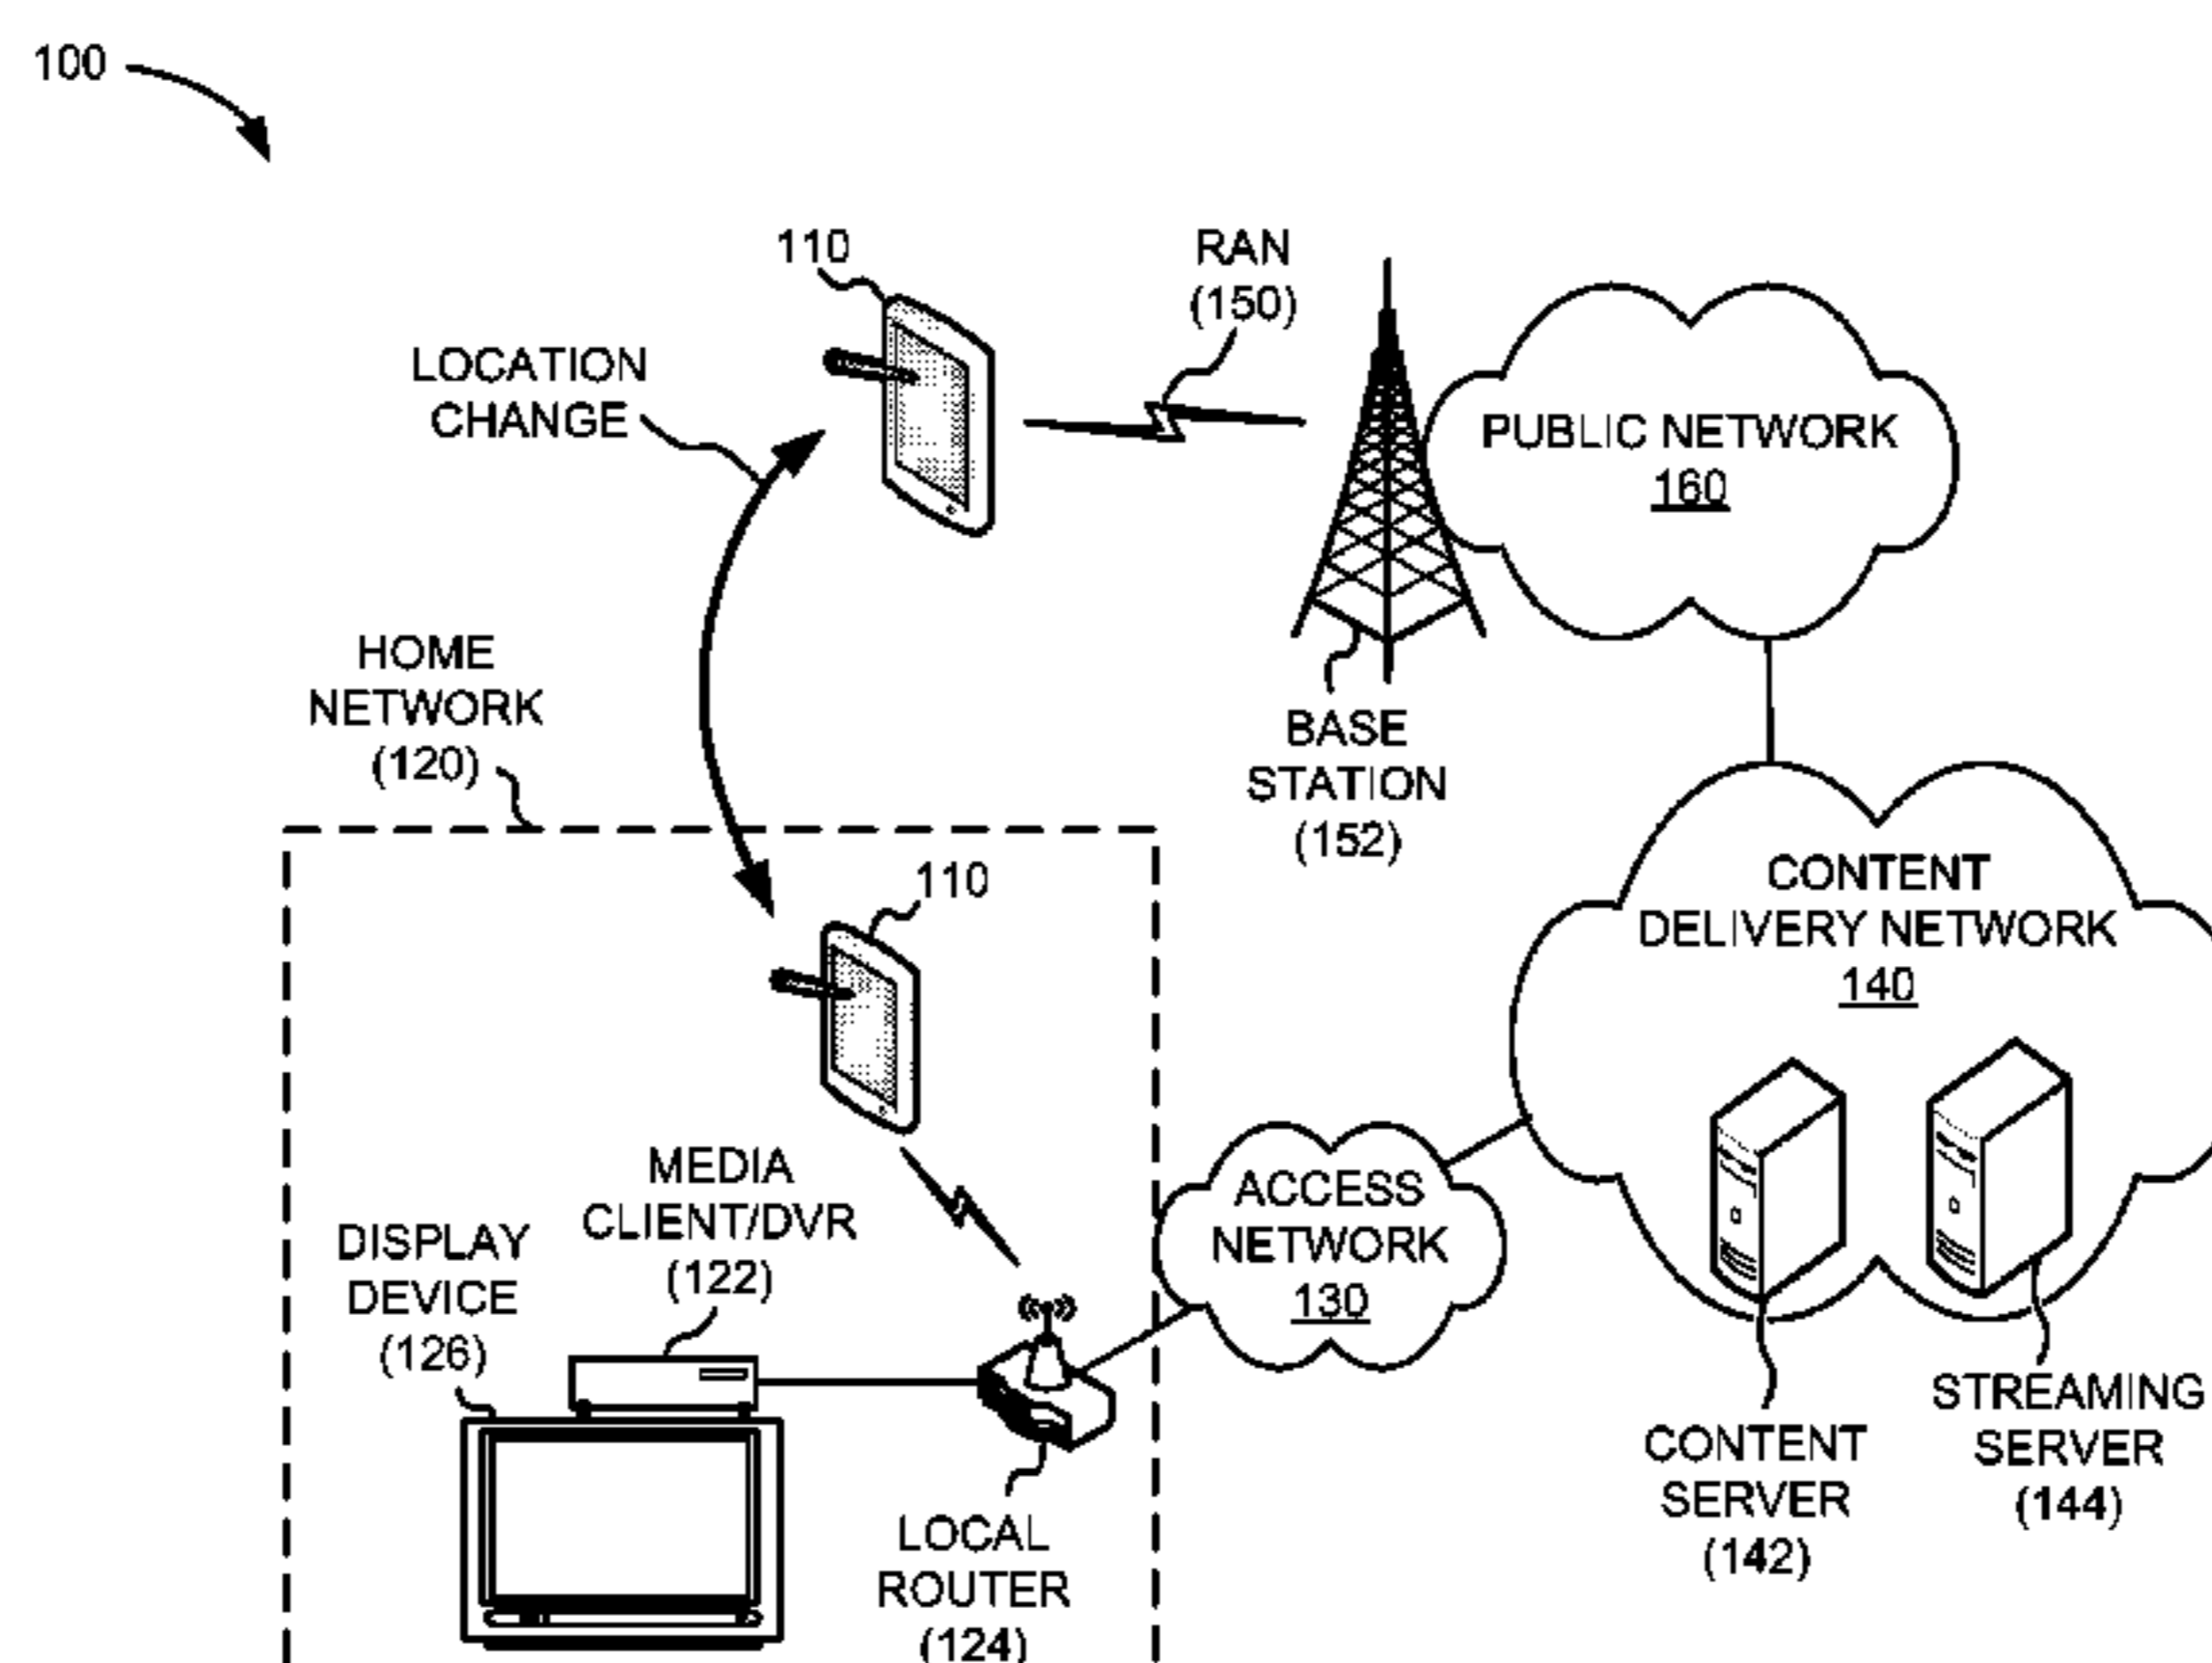 100
110
RAN
(150)
LOCATION
CHANGE
PUBLIC NETWORK
160
HOME
NETWORK
(120)
BASE
STATION
(152)
110
CONTENT
DELIVERY NETWORK
140
MEDIA
CLIENT/DVR
(122)
DISPLAY
DEVICE
(126)
ACCESS
NETWORK
130
LOCAL
ROUTER
(124)
CONTENT
SERVER
(142)
STREAMING
SERVER
(144)